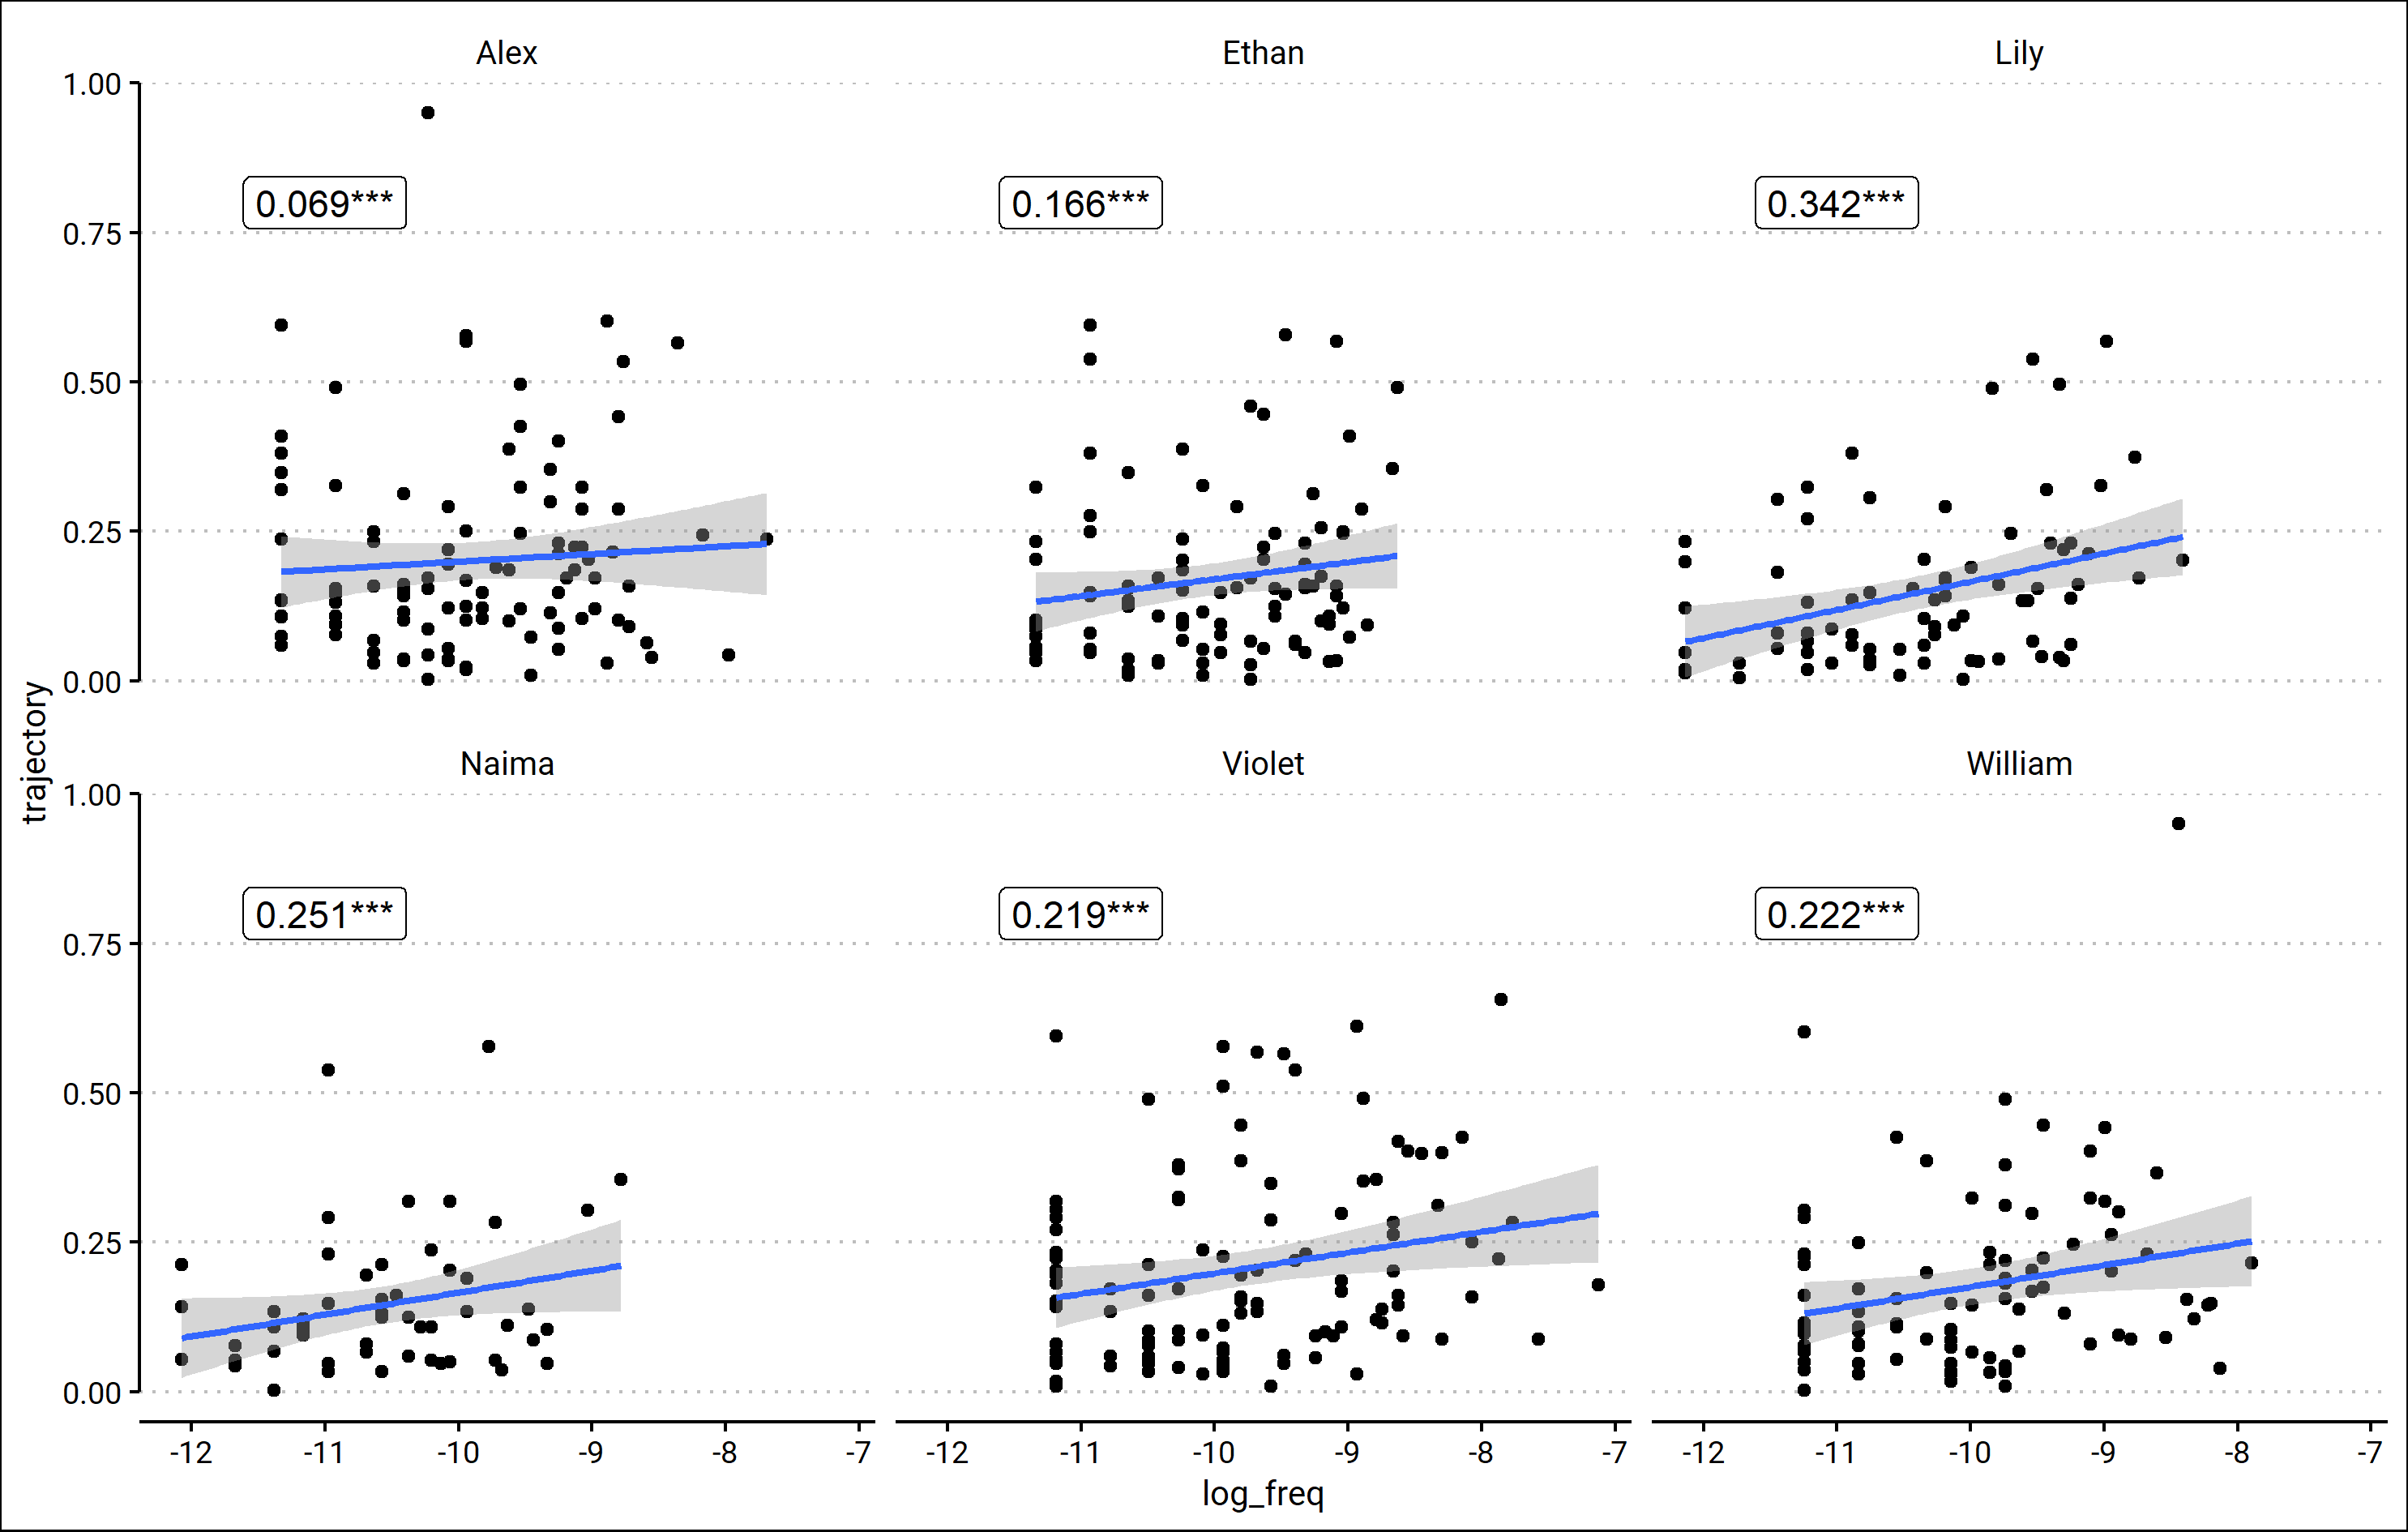 Alex
Ethan
Lily
1.00
0.75
0.50
0.25
0.00
0.069***
0.166***
0.342***
trajectory
Naima
Violet
William
1.00
0.75
0.50
0.25
0.00
0.251***
0.219***
0.222***
-12 -11 -10 -9 -8 -7
-12 -11 -10 -9 -8 -7
-12 -11 -10 -9 -8 -7
log_freq